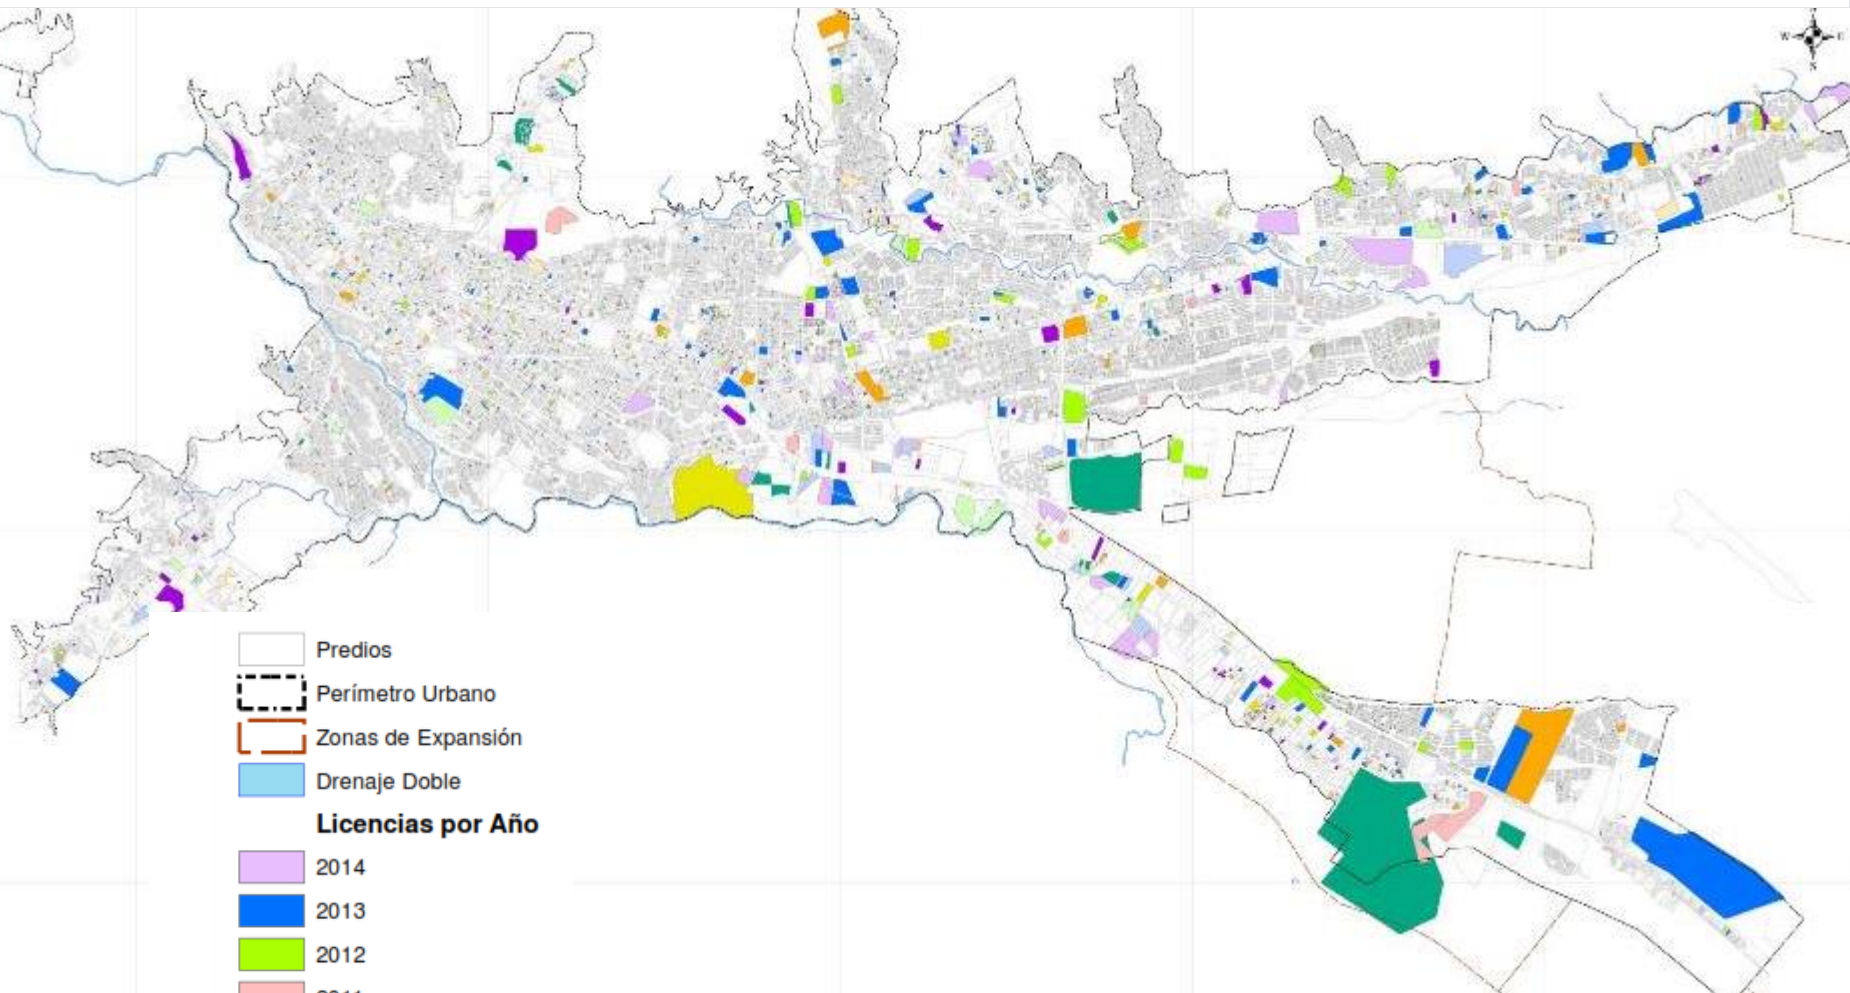 W
S
Predios
Perímetro Urbano
Zonas de Expansión
Drenaje Doble
Licencias por Año
2014
2013
2012